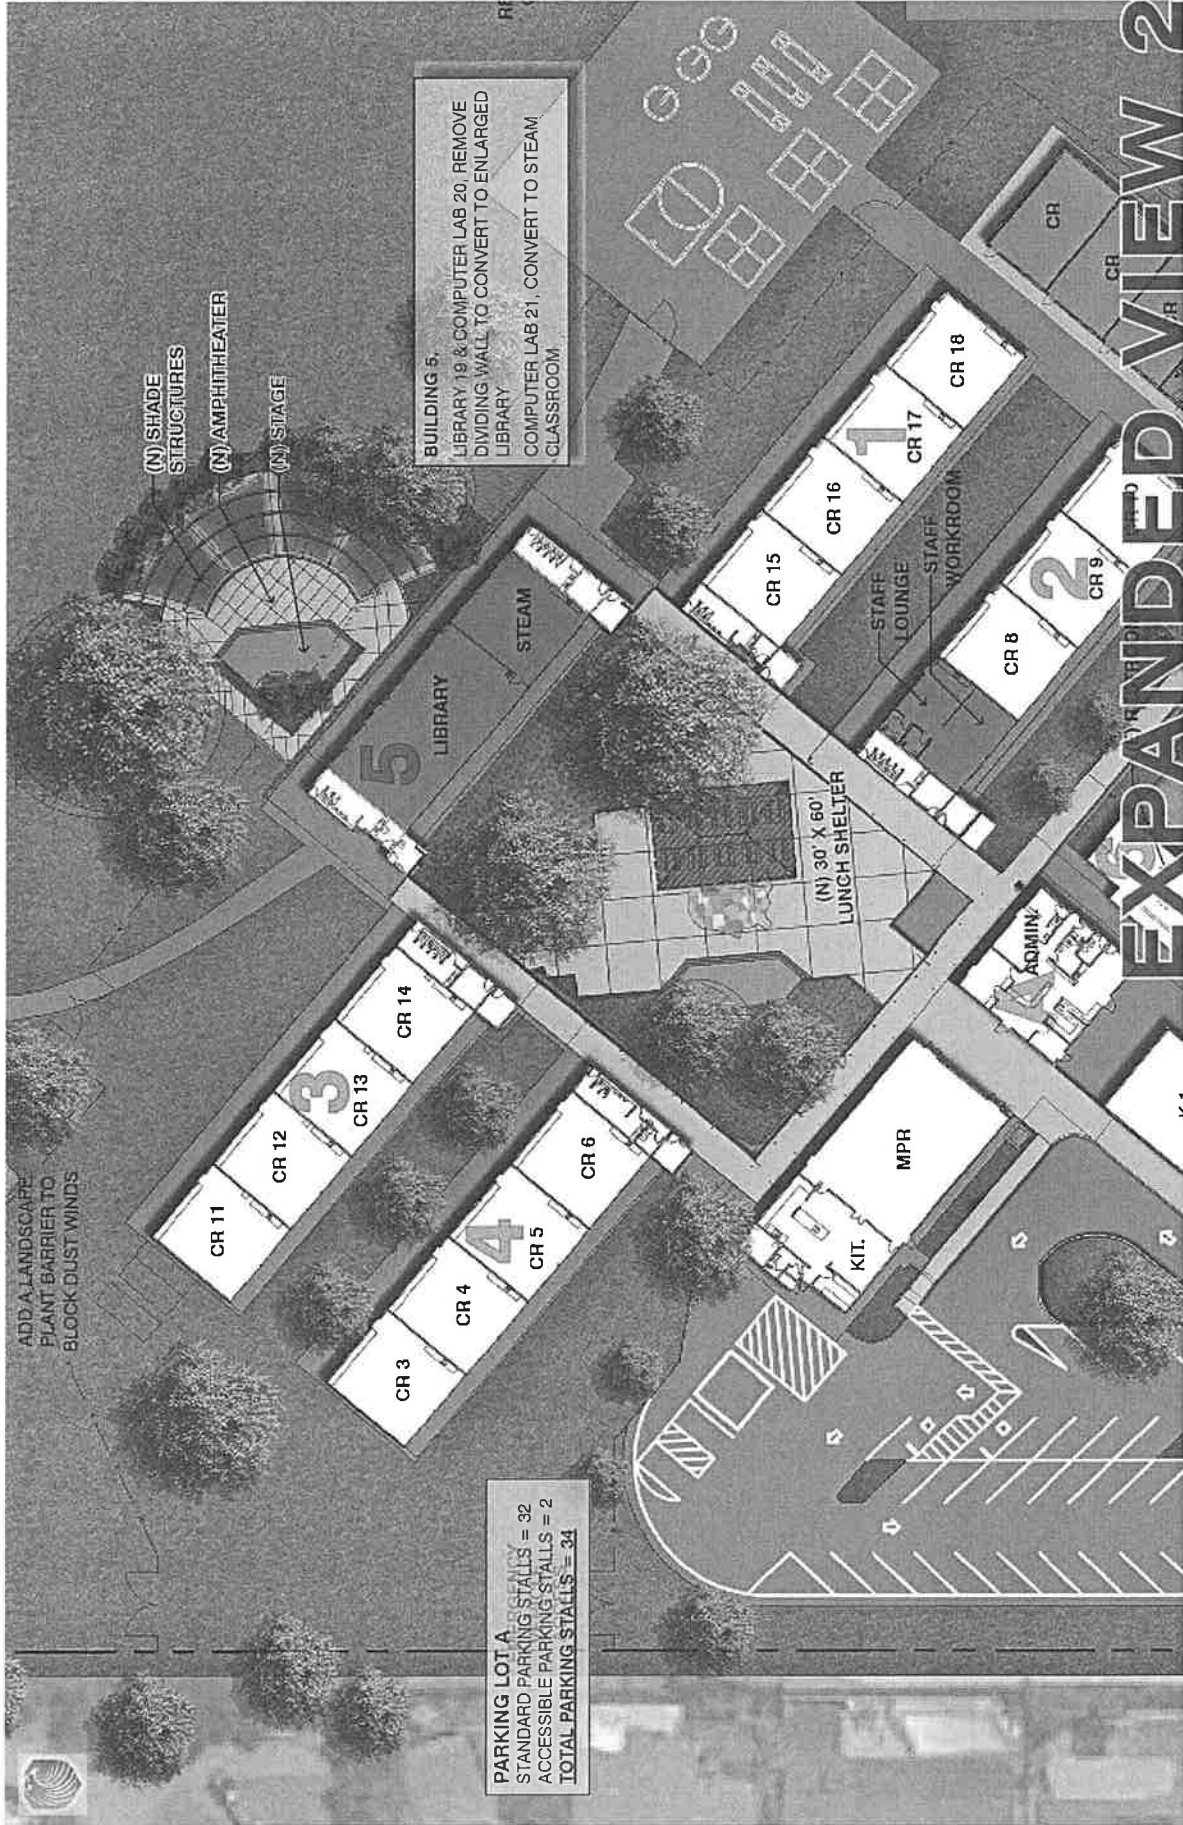 ADD A LANDSCAPE
PLANT BARRIER TO
BLOCK DUST WINDS
(N) SHADE
STRUCTURES
(N) AMPHITHEATER
(N) STAGE
BUILDING 5,
LIBRARY 19 & COMPUTER LAB 20, REMOVE
DIVIDING WALL TO CONVERT TO ENLARGED
LIBRARY
COMPUTER LAB 21, CONVERT TO STEAM
CLASSROOM
PARKING LOT A
STANDARD PARKING STALLS = 32
ACCESSIBLE PARKING STALLS = 2
TOTAL PARKING STALLS = 34
CR 11
CR 12
3
CR 13
CR 14
CR 3
CR 4
4
CR 5
CR 6
5
LIBRARY
STEAM
CR 15
CR 16
1
CR 17
CR 18
STAFF
LOUNGE
STAFF
WORKROOM
CR 8
2
CR 9
(N) 30' X 60'
LUNCH SHELTER
ADMIN.
KIT.
MPR
CR
CR
EXPANDED VIEW 2